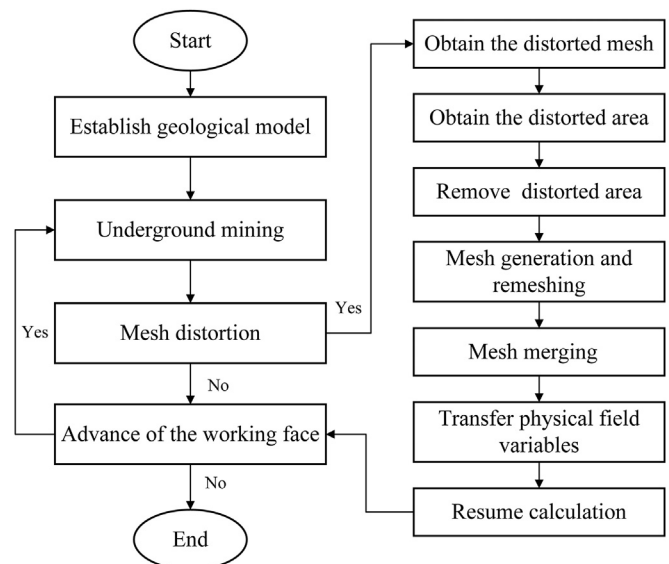 Start
Establish geological model
Underground mining
Mesh distortion
Yes
Yes
No
Advance of the working face
No
End
Obtain the distorted mesh
Obtain the distorted area
Remove distorted area
Mesh generation and
remeshing
Mesh merging
Transfer physical field
variables
Resume calculation